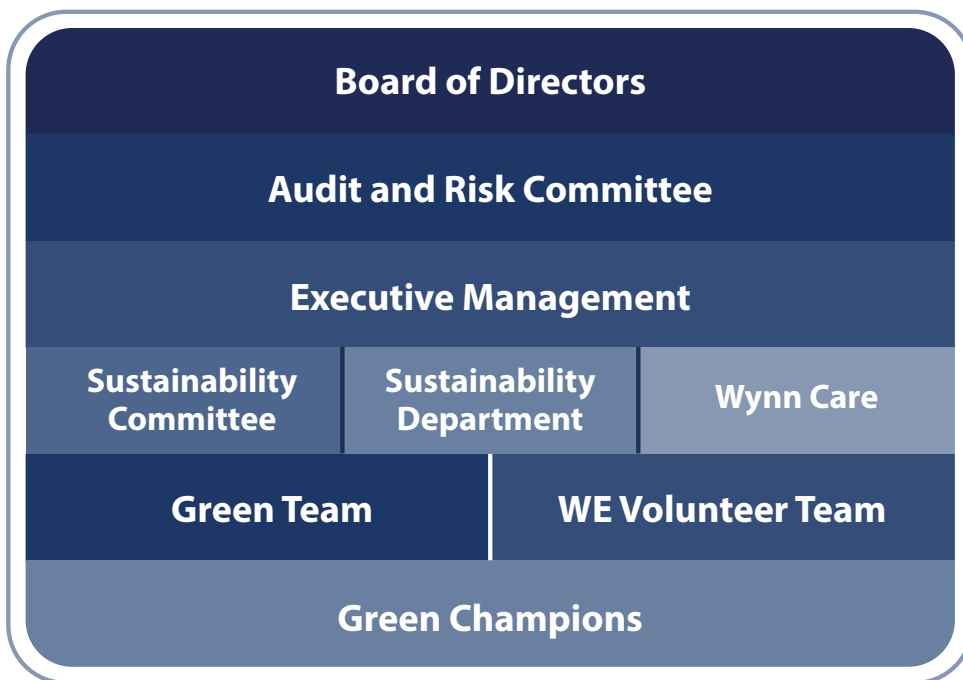 Board of Directors
Audit and Risk Committee
Executive Management
Sustainability
Committee
Sustainability
Department
Wynn Care
Green Team
WE Volunteer Team
Green Champions